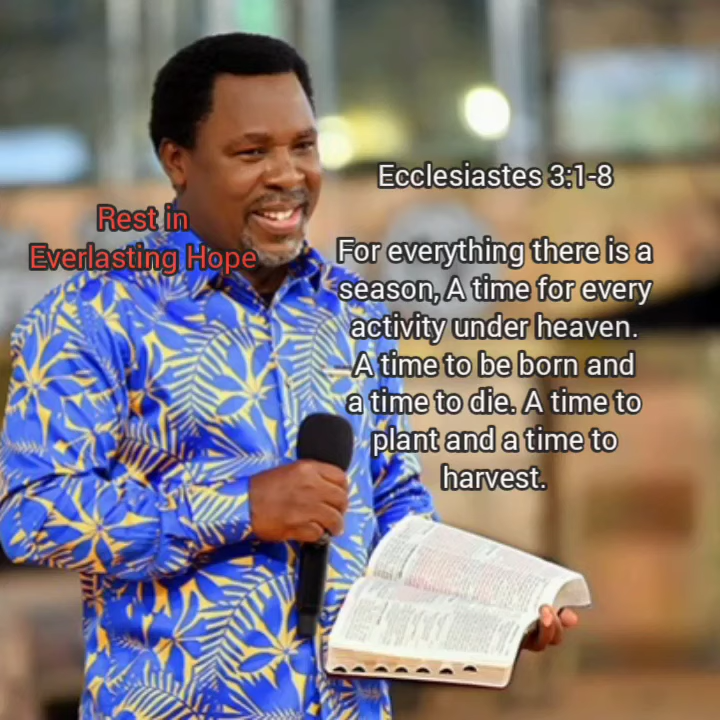 Ecclesiastes 3:1-8
Rest in
Everlasting Hope
For everything there is a
season, A time for every
activity under heaven.
A time to be born and
a time to die. A time to
plant and a time to
harvest.